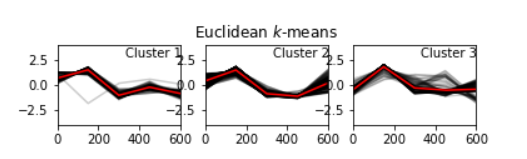 Euclidean k-means
Cluster 1 Cluster 2 Cluster 3
2.5 2.5 2.5
0.0 0.0 0.0
−2.5 −2.5 −2.5
0 200 400 600 0 200 400 600 0 200 400 600